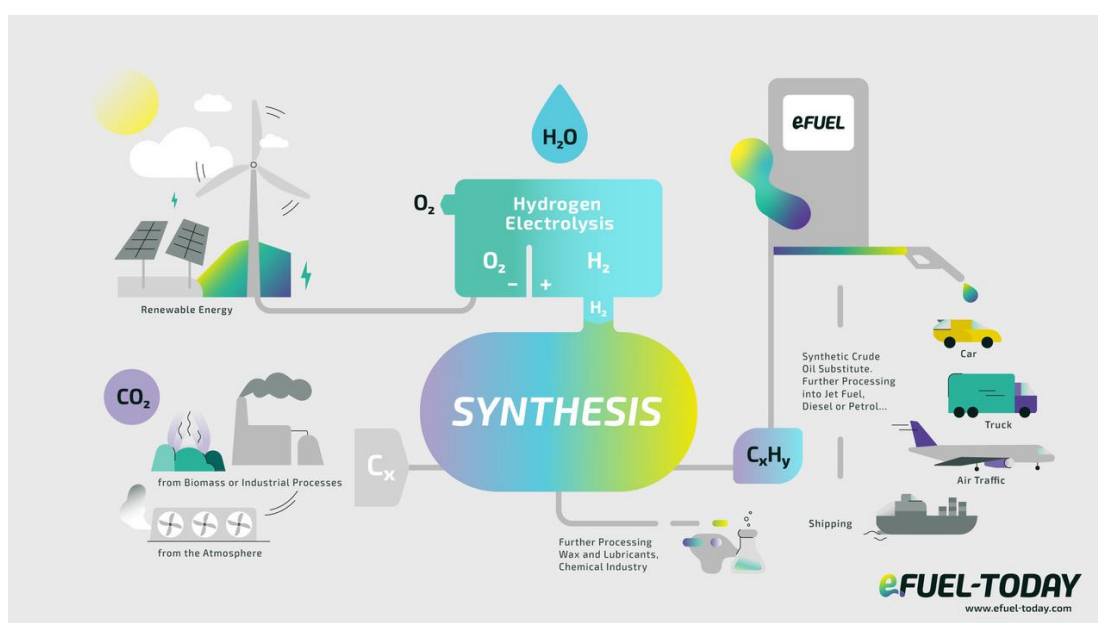 H₂O
O₂
Hydrogen
Electrolysis
O₂
H₂
– +
H₂
Renewable Energy
CO₂
from Biomass or Industrial Processes
from the Atmosphere
Cₓ
SYNTHESIS
CₓHᵧ
Further Processing
Wax and Lubricants,
Chemical Industry
eFUEL
Synthetic Crude
Oil Substitute.
Further Processing
into Jet Fuel,
Diesel or Petrol...
Car
Truck
Air Traffic
Shipping
eFUEL-TODAY
www.efuel-today.com